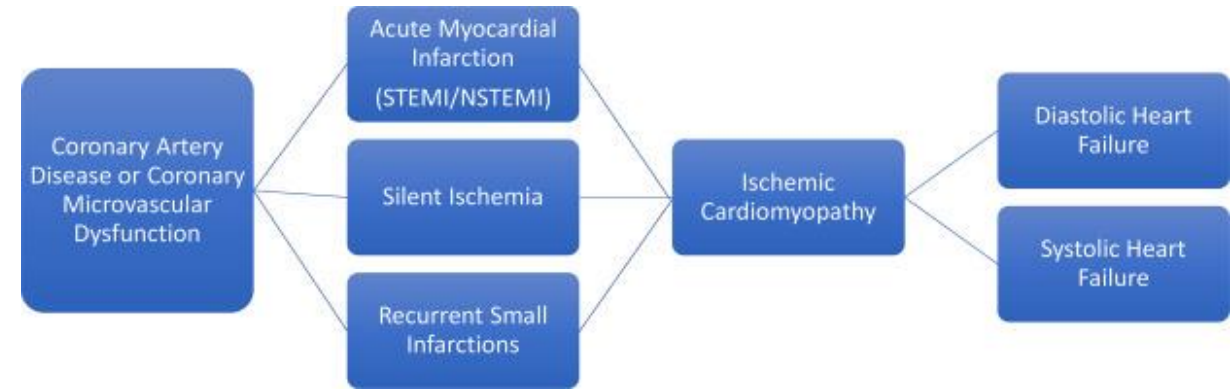 Coronary Artery
Disease or Coronary
Microvascular
Dysfunction
Acute Myocardial
Infarction
(STEMI/NSTEMI)
Silent Ischemia
Recurrent Small
Infarctions
Ischemic
Cardiomyopathy
Diastolic Heart
Failure
Systolic Heart
Failure